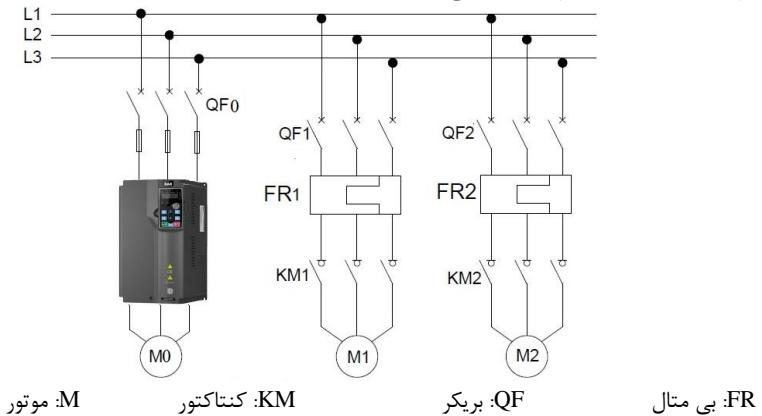 L1
L2
L3
QF0
QF1
QF2
FR1
FR2
KM1
KM2
M0
M1
M2
FR: بی متال
QF: بریکر
KM: کنتاکتور
M: موتور